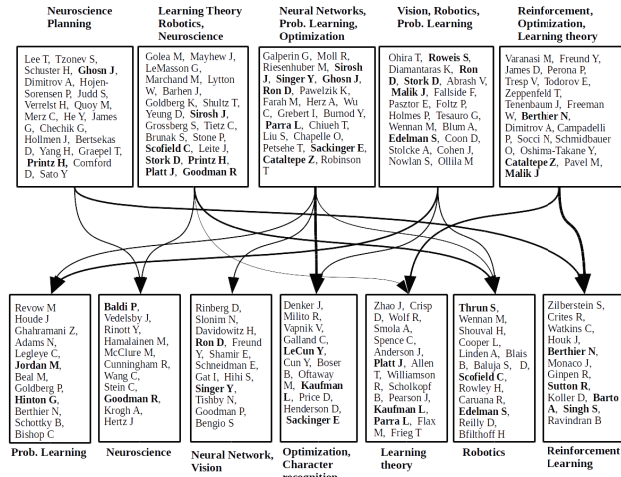 Neuroscience
Planning
Learning Theory
Robotics,
Neuroscience
Neural Networks,
Prob. Learning,
Optimization
Vision, Robotics,
Prob. Learning
Reinforcement,
Optimization,
Learning theory
Lee T, Tzonev S,
Schuster H, Ghosn J,
Dimitrov A, Hojen-
Sorensen P, Judd S,
Verrelst H, Quoy M,
Merz C, He Y, James
G, Chechik G,
Hollmen J, Bertsekas
D, Yang H, Graepel T,
Printz H, Cornford
D, Sato Y
Golea M, Mayhew J,
LeMasson G,
Marchand M, Lytton
W, Barhen J,
Goldberg K, Shultz T,
Yeung D, Sirosh J,
Grossberg S, Tietz C,
Brunak S, Stone P,
Scofield C, Leite J,
Stork D, Printz H,
Platt J, Goodman R
Galperin G, Moll R,
Riesenhuber M, Sirosh
J, Singer Y, Ghosn J,
Ron D, Pawelzik K,
Farah M, Herz A, Wu
C, Grebert I, Burnod Y,
Parra L, Chiueh T,
Liu S, Chapelle O,
Petsche T, Sackinger E,
Cataltepe Z, Robinson
T
Ohira T, Roweis S,
Diamantaras K, Ron
D, Stork D, Abrash V,
Malik J, Fallside F,
Pasztor E, Foltz P,
Holmes P, Tesauro G,
Wennan M, Blum A,
Edelman S, Coon D,
Stolcke A, Cohen J,
Nowlan S, Ollila M
Varanasi M, Freund Y,
James D, Perona P,
Tresp V, Todorov E,
Zeppenfeld T,
Tenenbaum J, Freeman
W, Berthier N,
Dimitrov A, Campadelli
P, Socci N, Schmidbauer
O, Oshima-Takane Y,
Cataltepe Z, Pavel M,
Malik J
Revow M
Houde J
Ghahramani Z,
Adams N,
Legleye C,
Jordan M,
Beal M,
Goldberg P,
Hinton G,
Berthier N,
Schottky B,
Bishop C
Baldi P,
Vedelsby J,
Rinott Y,
Hamalainen M,
McClure M,
Cunningham R,
Wang C,
Stein C,
Goodman R,
Krogh A,
Hertz J
Rinberg D,
Slonim N,
Davidowitz H,
Ron D, Freund
Y, Shamir E,
Schneidman E,
Gat I, Hihi S,
Singer Y,
Tishby N,
Goodman P,
Bengio S
Denker J,
Milito R,
Vapnik V,
Galland C,
LeCun Y,
Cun Y, Boser
B, Oftaway
M, Kaufman
L, Price D,
Henderson D,
Sackinger E
Zhao J, Crisp
D, Wolf R,
Smola A,
Spence C,
Anderson J,
Platt J, Allen
T, Williamson
R, Scholkopf
B, Pearson J,
Kaufman L,
Parra L, Flax
M, Frieg T
Thrun S,
Wennan M,
Shouval H,
Cooper L,
Linden A, Blais
B, Baluja S, D,
Scofield C,
Rowley H,
Caruana R,
Edelman S,
Reilly D,
Bfilthoff H
Zilberstein S,
Crites R,
Watkins C,
Houk J,
Berthier N,
Monaco J,
Ginpen R,
Sutton R,
Koller D, Barto
A, Singh S,
Ravindran B
Prob. Learning
Neuroscience
Neural Network,
Vision
Optimization,
Character
recognition
Learning
theory
Robotics
Reinforcement
Learning